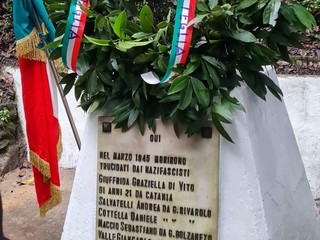 QUI
NEL MARZO 1945 MORIRONO
TRUCIDATI DAI NAZIFASCISTI
GIUFFRIDA GRAZIELLA DI VITO
DI ANNI 21 DA CATANIA
SALVATELLI ANDREA DA G.RIVAROLO
COTTELLA DANIELE " " "
MACCIO SEBASTIANO DA G.BOLZANETO